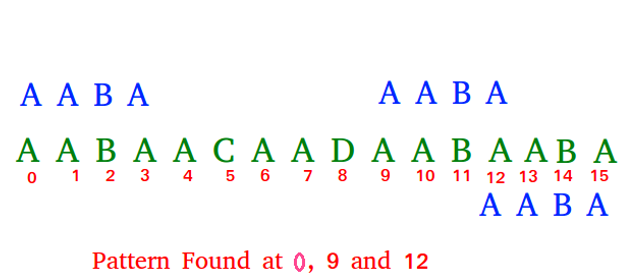 A A B A A A B A
A A B A A C A A D A A B A A B A
0 1 2 3 4 5 6 7 8 9 10 11 12 13 14 15
A A B A
Pattern Found at 0, 9 and 12